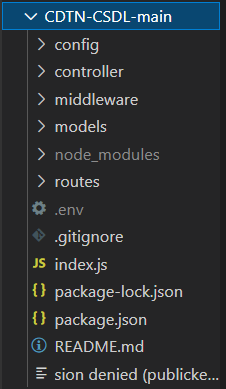 CDTN-CSDL-main
config
controller
middleware
models
node_modules
routes
.env
.gitignore
JS index.js
{} package-lock.json
{} package.json
README.md
sion denied (publicke...